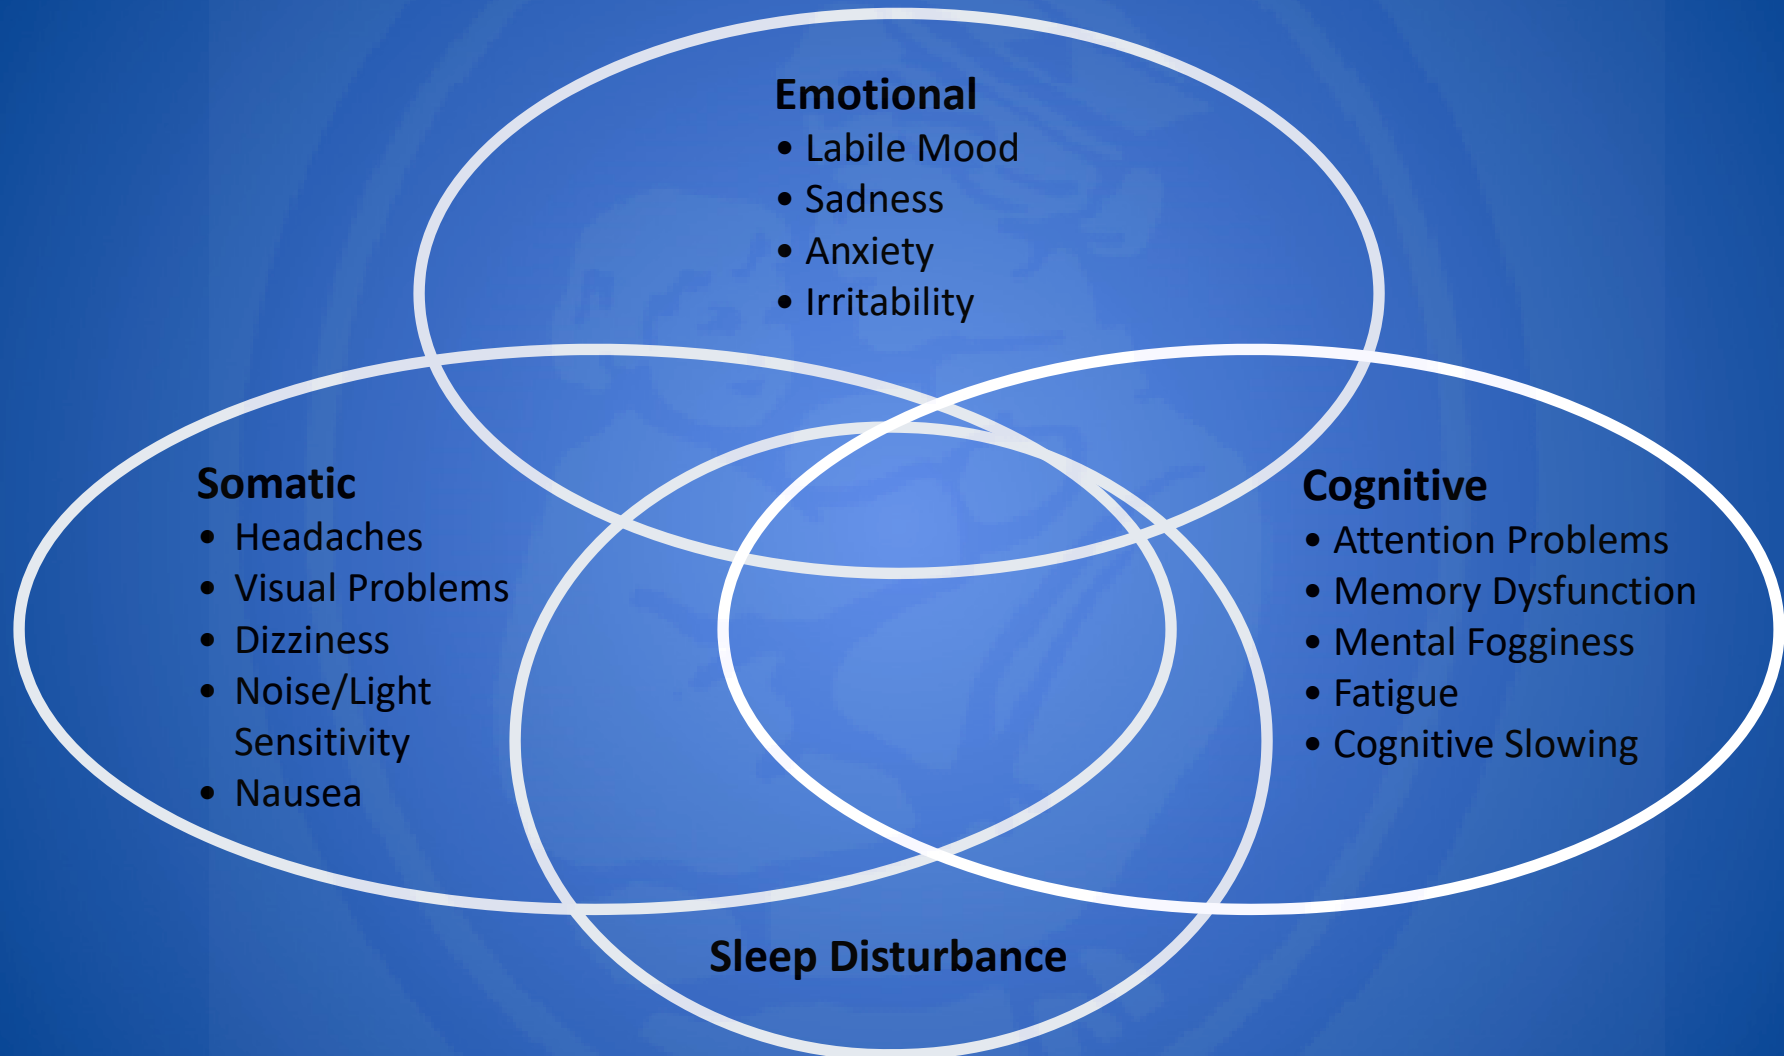 Emotional
• Labile Mood
• Sadness
• Anxiety
• Irritability
Somatic
• Headaches
• Visual Problems
• Dizziness
• Noise/Light
Sensitivity
• Nausea
Cognitive
• Attention Problems
• Memory Dysfunction
• Mental Fogginess
• Fatigue
• Cognitive Slowing
Sleep Disturbance